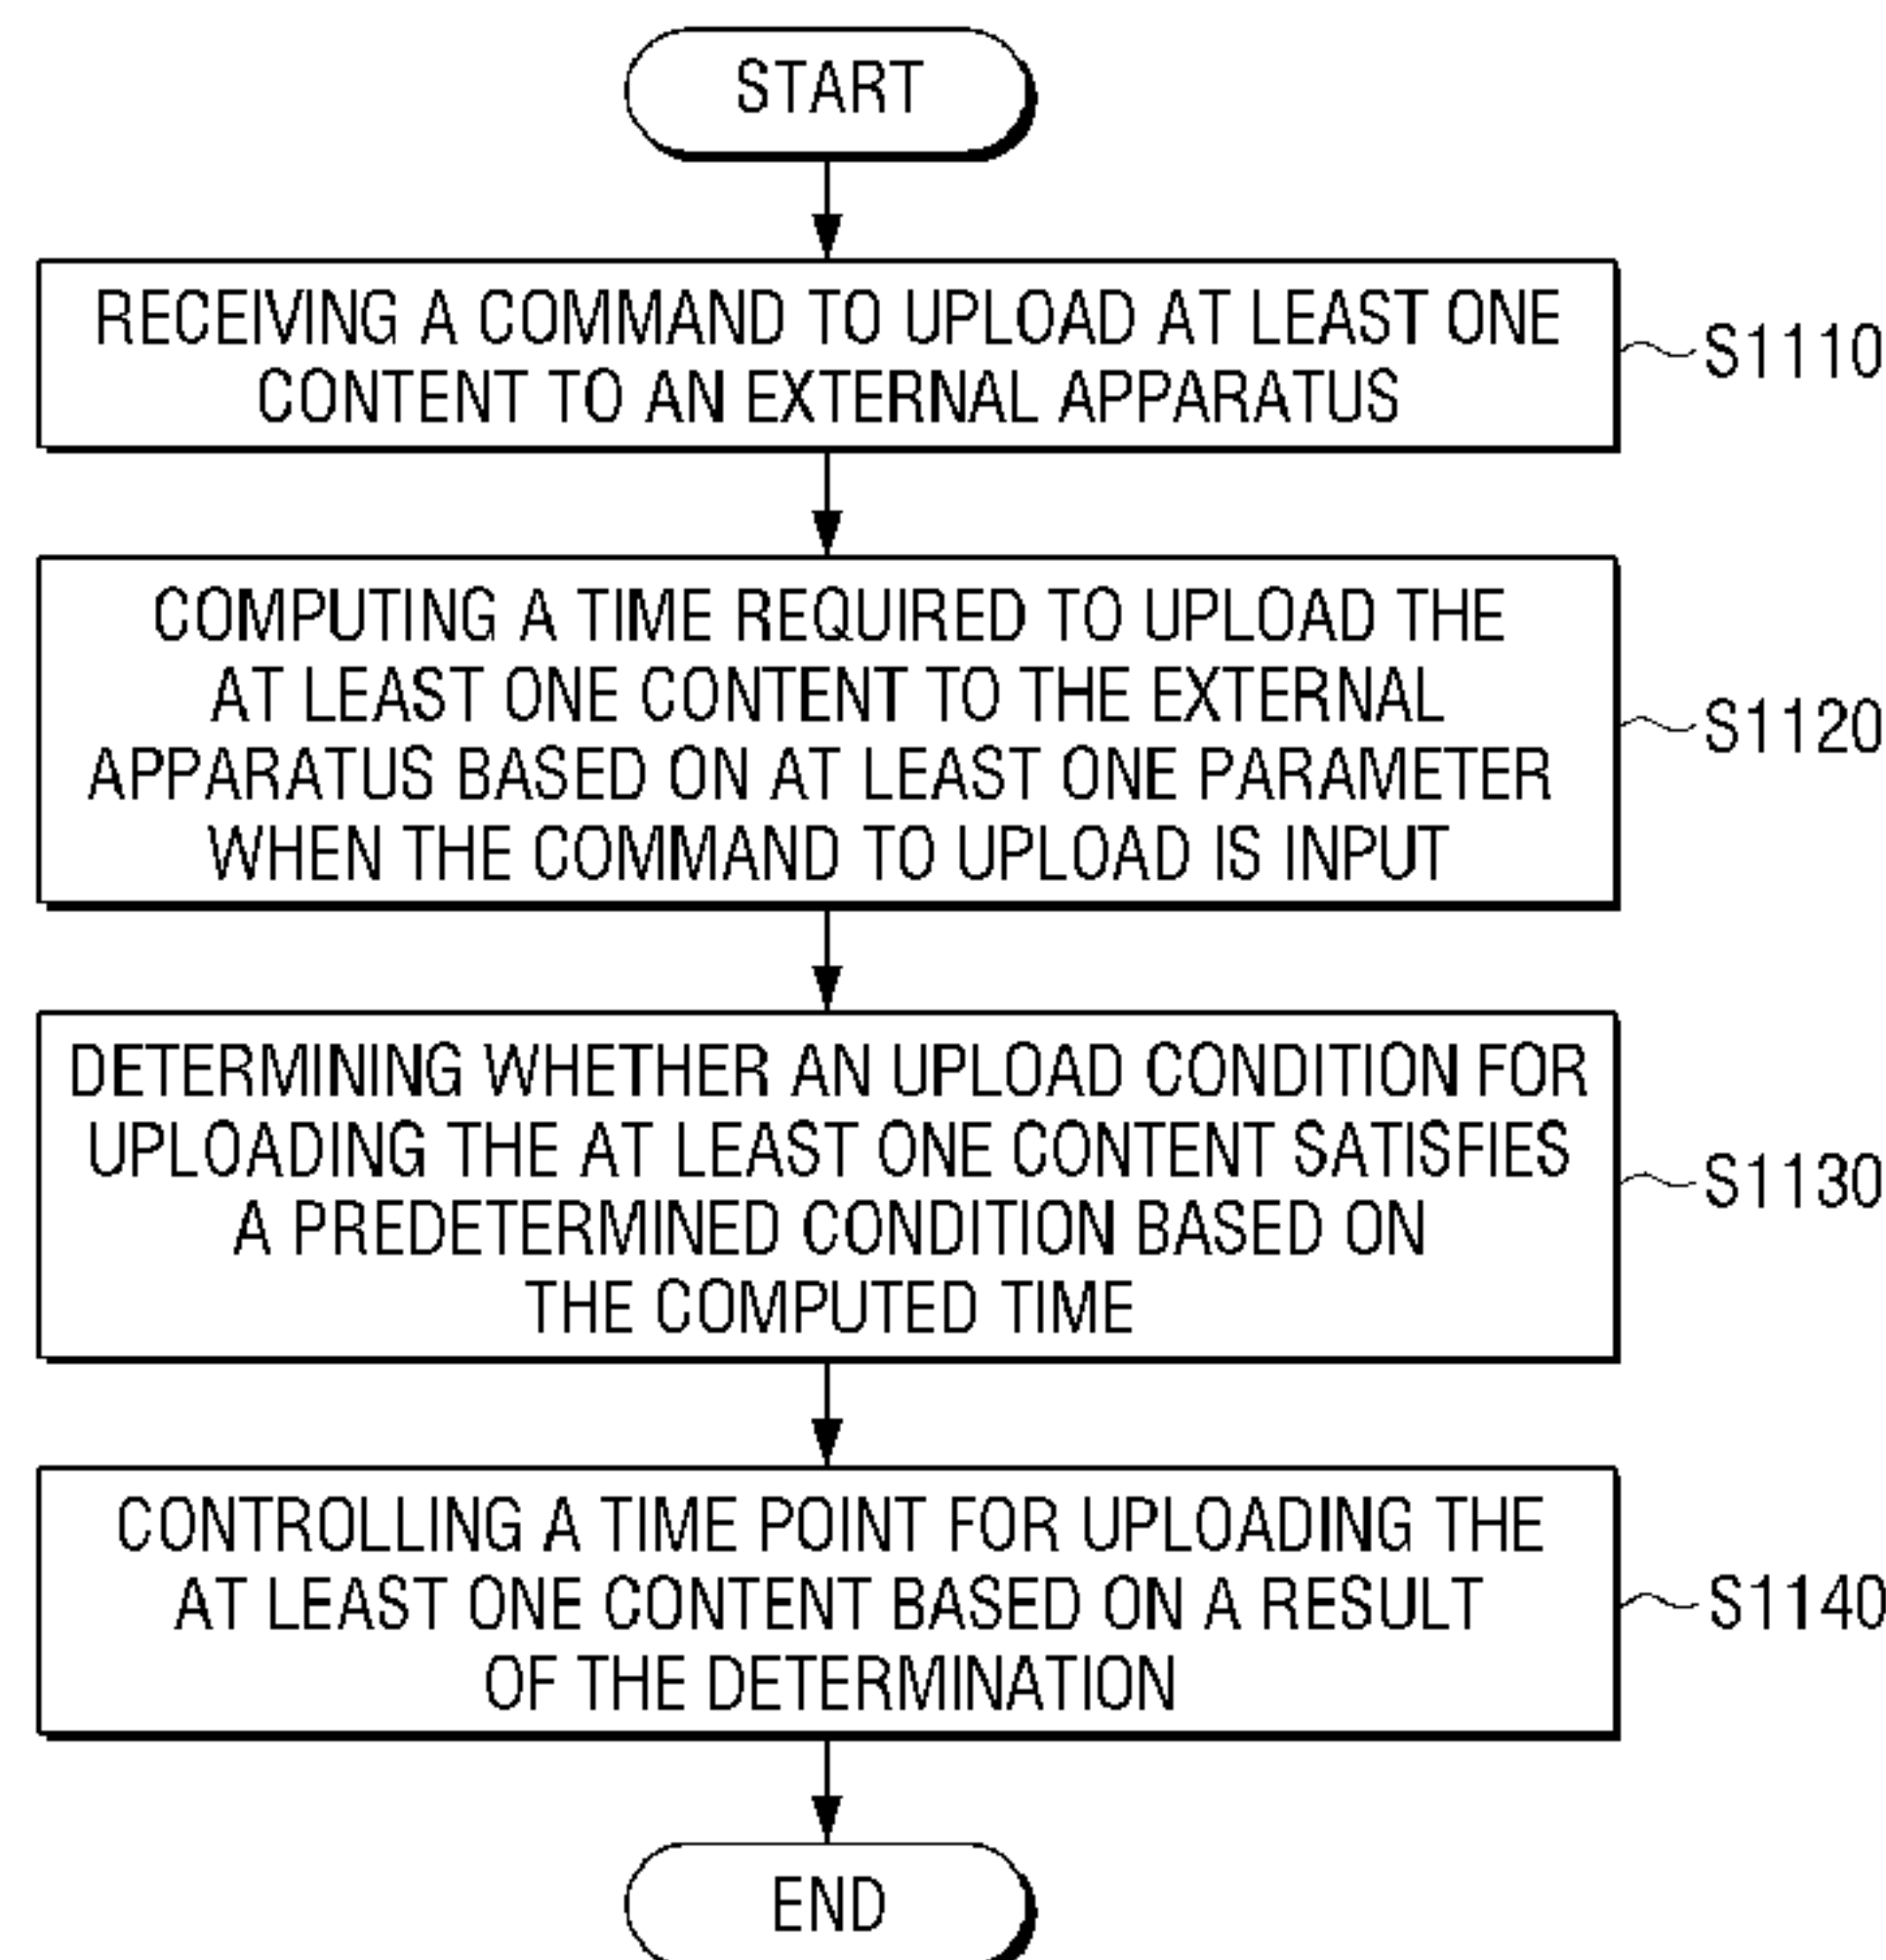 START
RECEIVING A COMMAND TO UPLOAD AT LEAST ONE
CONTENT TO AN EXTERNAL APPARATUS
S1110
COMPUTING A TIME REQUIRED TO UPLOAD THE
AT LEAST ONE CONTENT TO THE EXTERNAL
APPARATUS BASED ON AT LEAST ONE PARAMETER
WHEN THE COMMAND TO UPLOAD IS INPUT
S1120
DETERMINING WHETHER AN UPLOAD CONDITION FOR
UPLOADING THE AT LEAST ONE CONTENT SATISFIES
A PREDETERMINED CONDITION BASED ON
THE COMPUTED TIME
S1130
CONTROLLING A TIME POINT FOR UPLOADING THE
AT LEAST ONE CONTENT BASED ON A RESULT
OF THE DETERMINATION
S1140
END